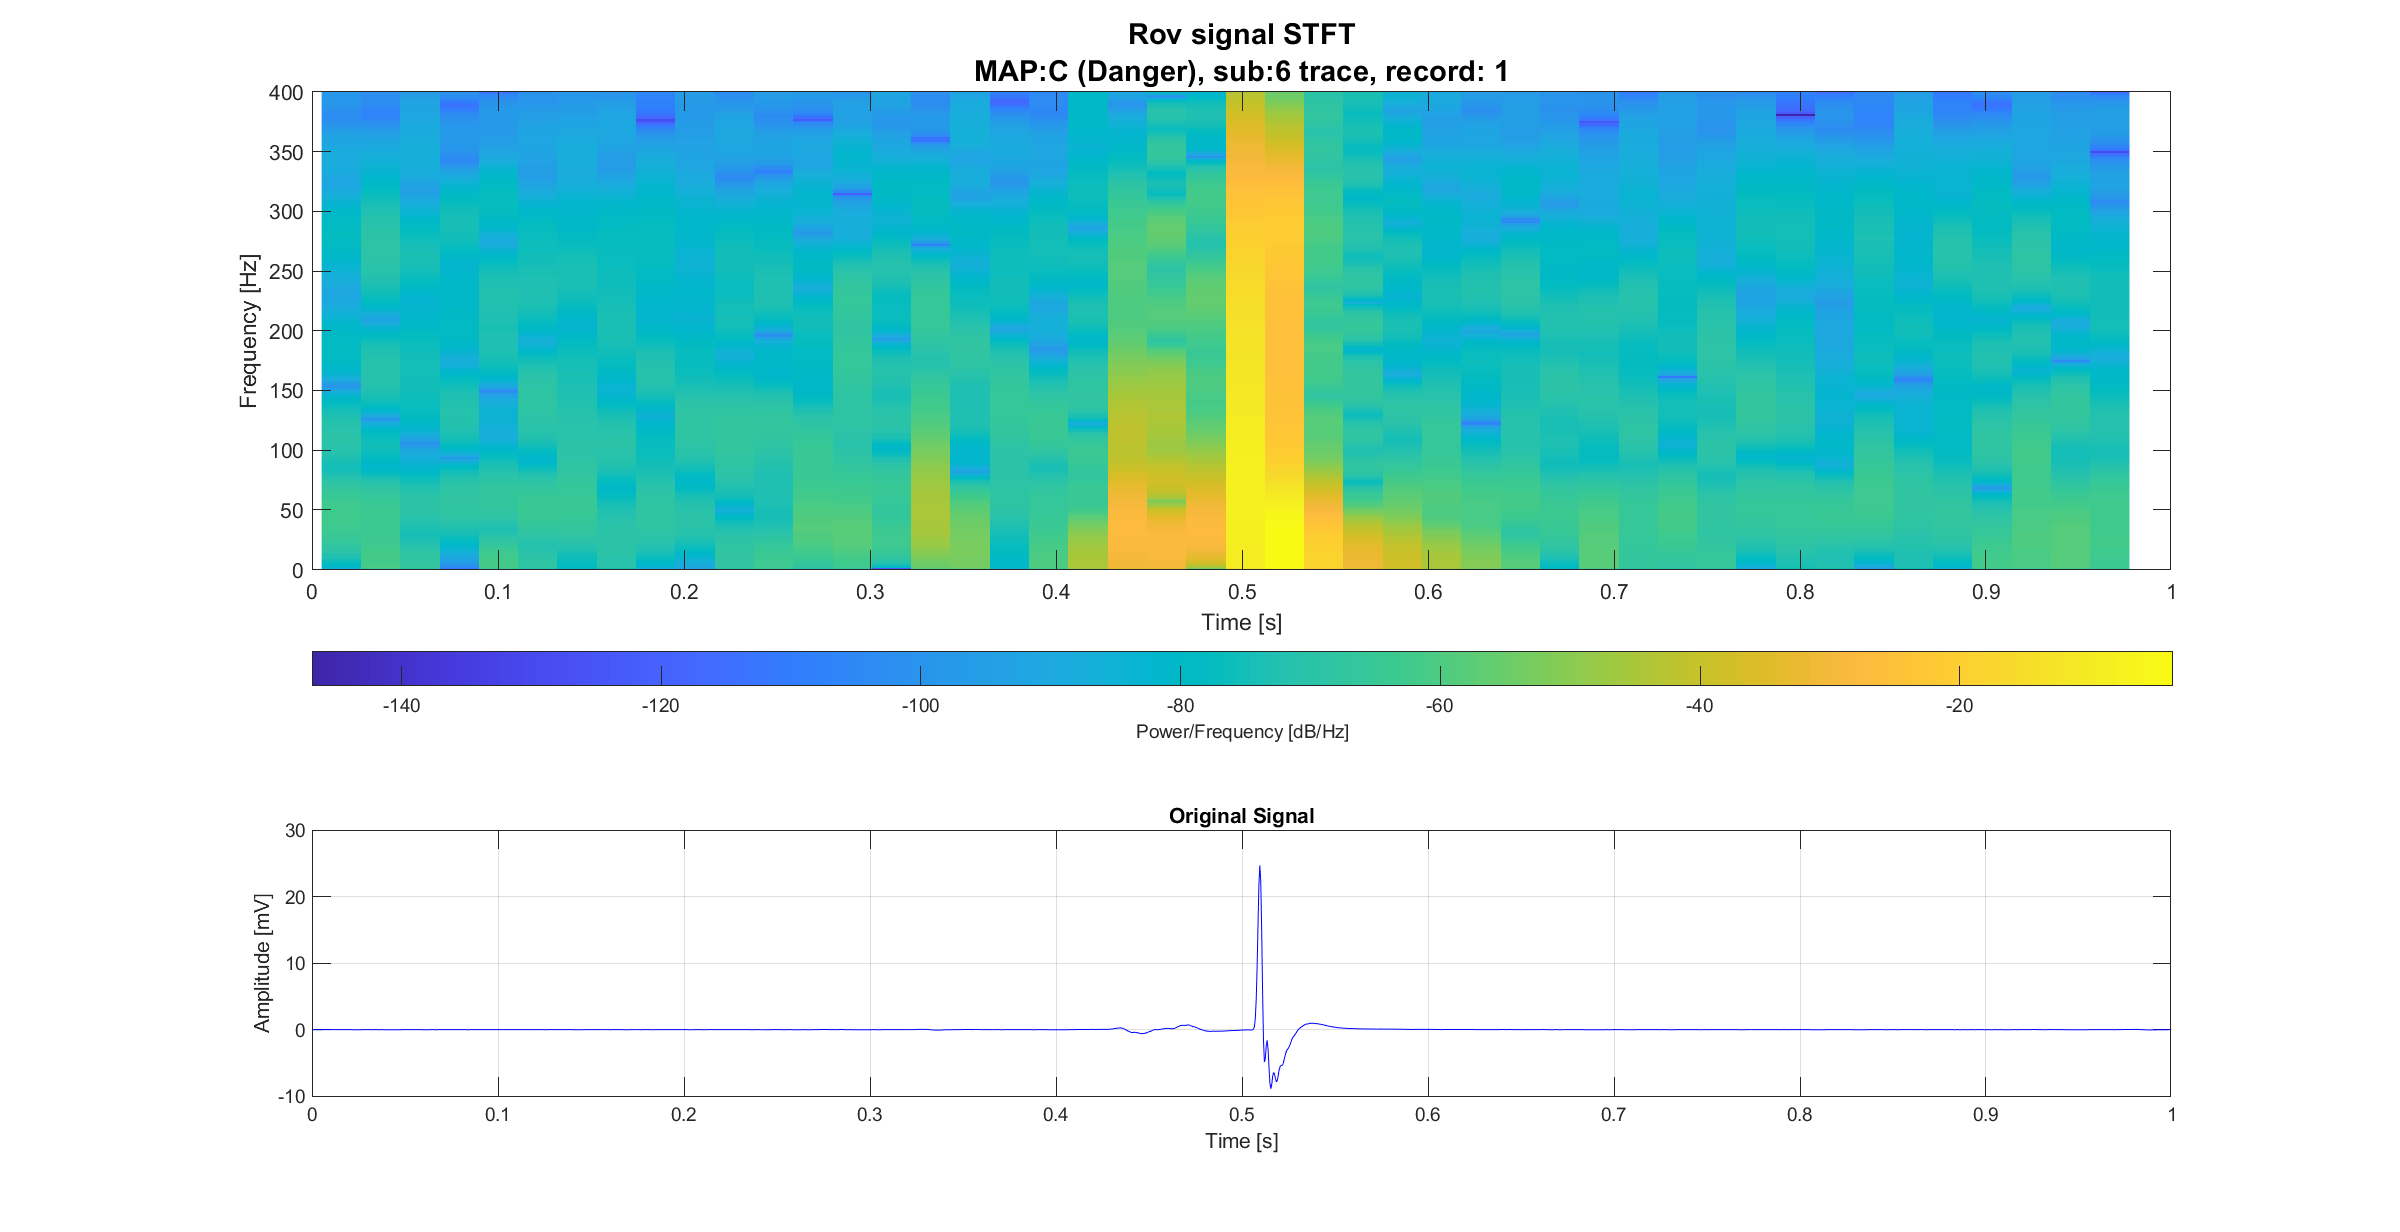 Rov signal STFT
MAP:C (Danger), sub:6 trace, record: 1
400
350
300
250
200
150
100
50
0
Frequency [Hz]
0 0.1 0.2 0.3 0.4 0.5 0.6 0.7 0.8 0.9 1
Time [s]
-140 -120 -100 -80 -60 -40 -20
Power/Frequency [dB/Hz]
Original Signal
30
20
10
0
-10
Amplitude [mV]
0 0.1 0.2 0.3 0.4 0.5 0.6 0.7 0.8 0.9 1
Time [s]